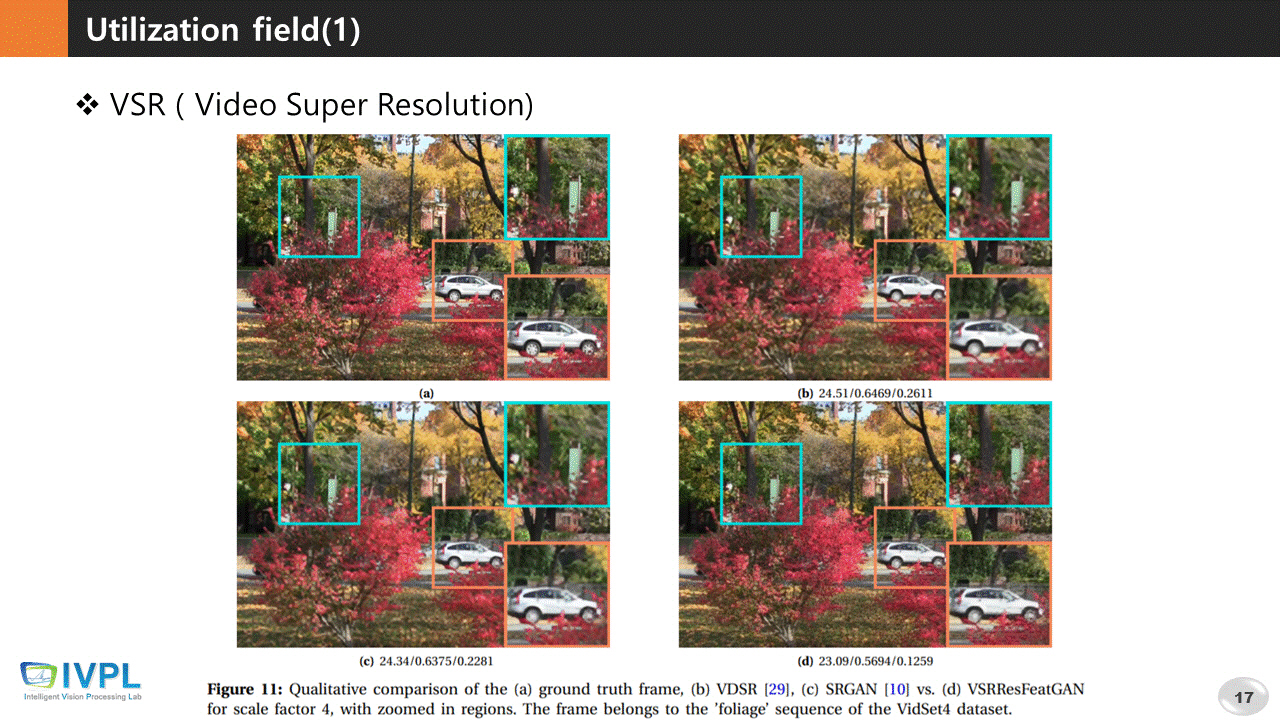 Utilization field(1)
❖ VSR ( Video Super Resolution)
(a)
(b) 24.51/0.6469/0.2611
(c) 24.34/0.6375/0.2281
(d) 23.09/0.5694/0.1259
Figure 11: Qualitative comparison of the (a) ground truth frame, (b) VDSR [29], (c) SRGAN [10] vs. (d) VSRResFeatGAN
for scale factor 4, with zoomed in regions. The frame belongs to the ’foliage’ sequence of the VidSet4 dataset.
IVPL
Intelligent Vision Processing Lab
17